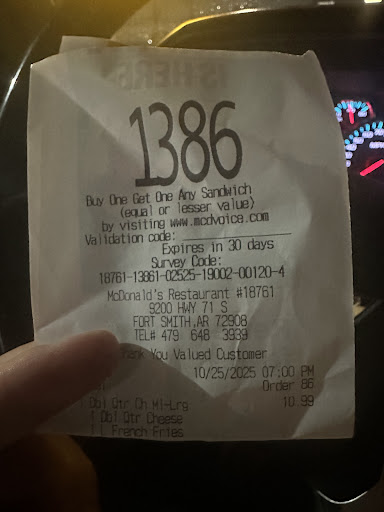 1386
Buy One Get One Any Sandwich
(equal or lesser value)
by visiting www.mcdvoice.com
Validation code:
Expires in 30 days
Survey Code:
18761-13861-02525-19002-00120-4
McDonald's Restaurant #18761
9200 HWY 71 S
FORT SMITH,AR 72908
TEL# 479 648 3939
You Valued Customer
10/25/2025 07:00 PM
Order 86
Dbl Qtr Ch Ml-Lrg 10.99
1 Dbl Qtr Cheese
1 L French Fries